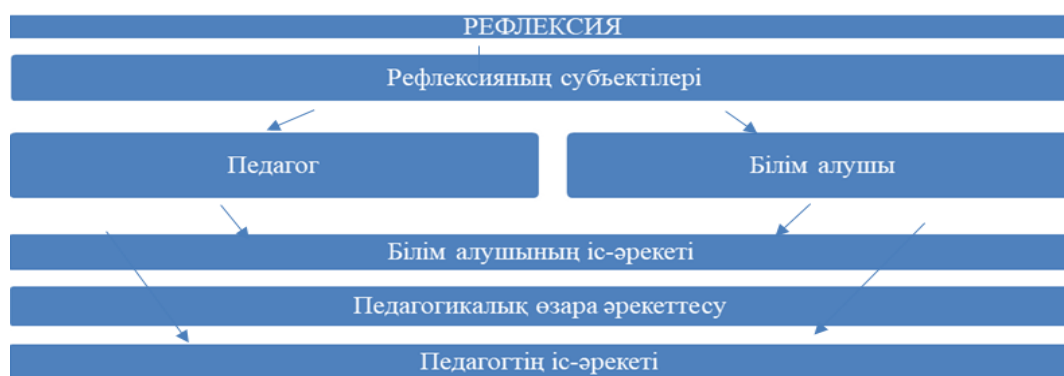 РЕФЛЕКСИЯ
Рефлексияның субъектілері
Педагог
Білім алушы
Білім алушының іс-әрекеті
Педагогикалық өзара әрекеттесу
Педагогтің іс-әрекеті